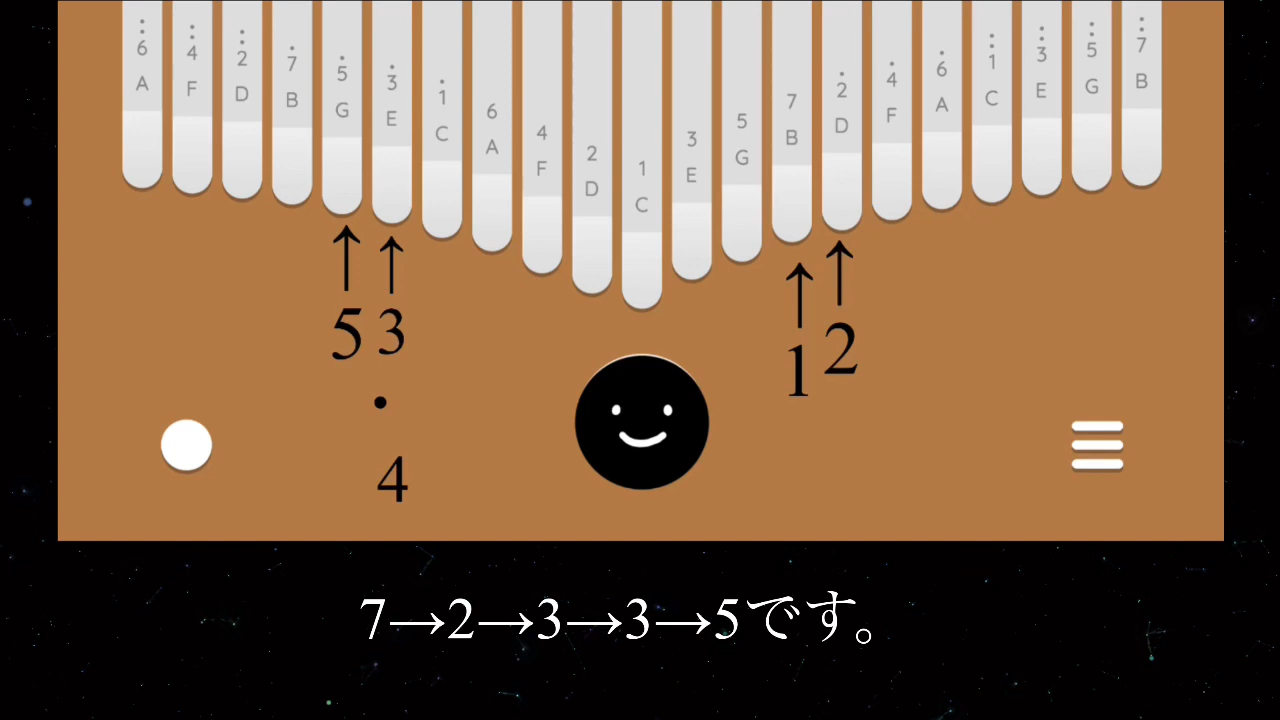 6 4 2 7 5 3 1 6 4 2 1 3 5 7 2 4 6 1 3 5 7
A F D B G E C A F D C E G B D F A C E G B
↑ ↑ ↑ ↑
5 3 1 2
・
4
7→2→3→3→5です。